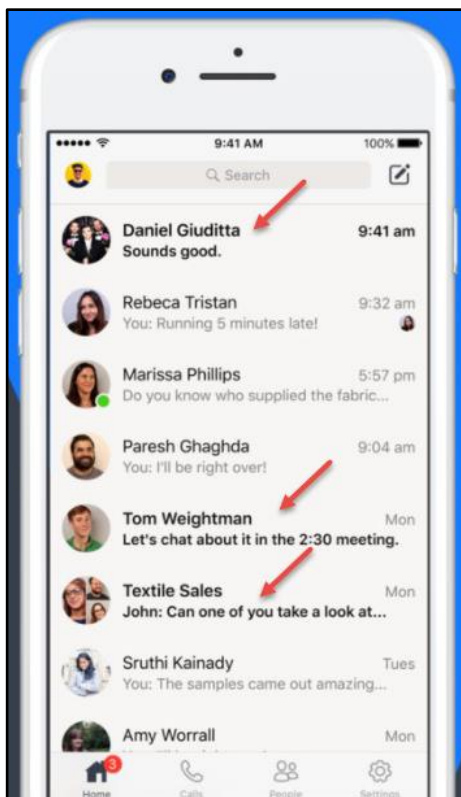 9:41 AM
100%
Search
Daniel Giuditta
9:41 am
Sounds good.
Rebeca Tristan
9:32 am
You: Running 5 minutes late!
Marissa Phillips
5:57 pm
Do you know who supplied the fabric...
Paresh Ghaghda
9:04 am
You: I'll be right over!
Tom Weightman
Mon
Let's chat about it in the 2:30 meeting.
Textile Sales
Mon
John: Can one of you take a look at...
Sruthi Kainady
Tues
You: The samples came out amazing...
Amy Worrall
Mon
3
Home
Calls
People
Settings